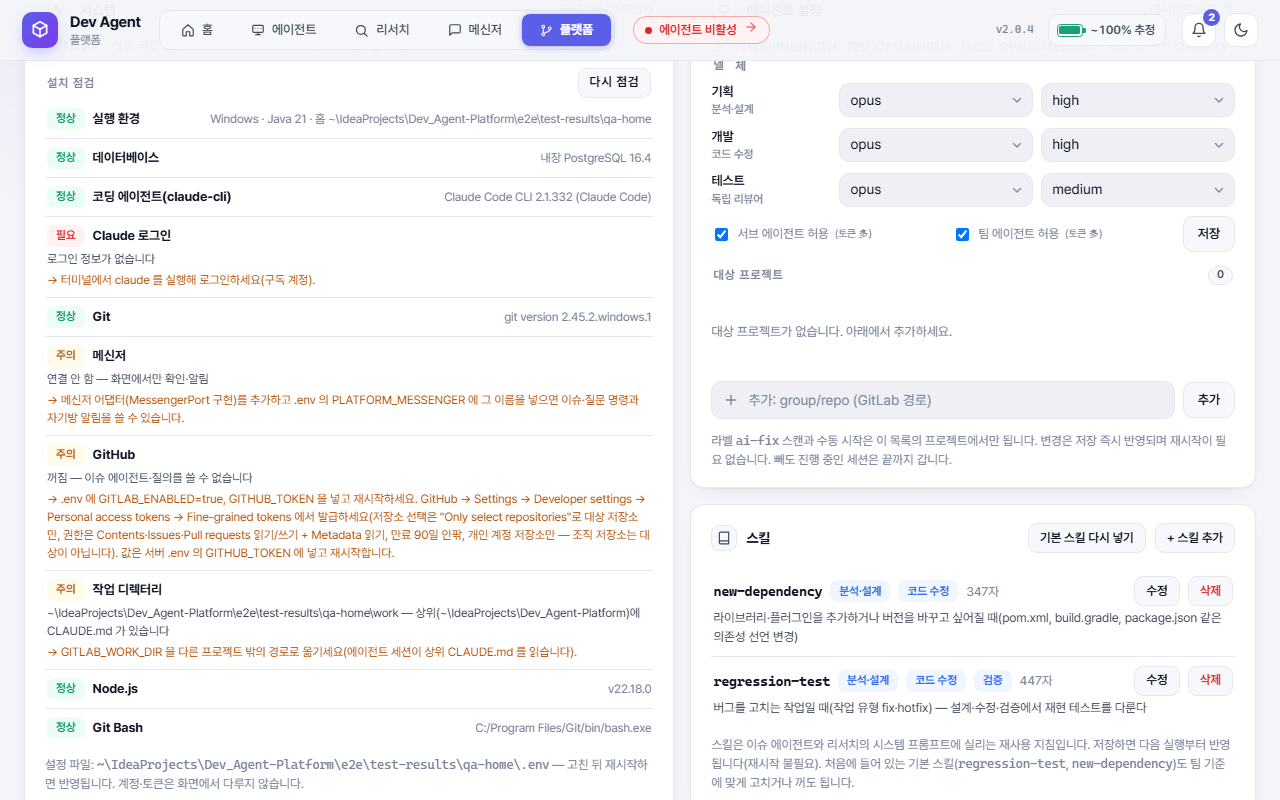 Dev Agent
플랫폼
홈
에이전트
리서치
메신저
플랫폼
에이전트 비활성 →
v2.0.4
~100% 추정
2
설치 점검
다시 점검
정상 실행 환경 Windows · Java 21 · 홈 ~\IdeaProjects\Dev_Agent-Platform\e2e\test-results\qa-home
정상 데이터베이스 내장 PostgreSQL 16.4
정상 코딩 에이전트(claude-cli) Claude Code CLI 2.1.332 (Claude Code)
필요 Claude 로그인
로그인 정보가 없습니다
→ 터미널에서 claude 를 실행해 로그인하세요(구독 계정).
정상 Git git version 2.45.2.windows.1
주의 메신저
연결 안 함 — 화면에서만 확인·알림
→ 메신저 어댑터(MessengerPort 구현)를 추가하고 .env 의 PLATFORM_MESSENGER 에 그 이름을 넣으면 이슈·질문 명령과
자기방 알림을 쓸 수 있습니다.
주의 GitHub
꺼짐 — 이슈 에이전트·질의를 쓸 수 없습니다
→ .env 에 GITLAB_ENABLED=true, GITHUB_TOKEN 을 넣고 재시작하세요. GitHub → Settings → Developer settings →
Personal access tokens → Fine-grained tokens 에서 발급하세요(저장소 선택은 "Only select repositories"로 대상 저장소
만, 권한은 Contents·Issues·Pull requests 읽기/쓰기 + Metadata 읽기, 만료 90일 안팎, 개인 계정 저장소만 — 조직 저장소는 대
상이 아닙니다). 값은 서버 .env 의 GITHUB_TOKEN 에 넣고 재시작합니다.
주의 작업 디렉터리
~\IdeaProjects\Dev_Agent-Platform\e2e\test-results\qa-home\work — 상위(~\IdeaProjects\Dev_Agent-Platform)에
CLAUDE.md 가 있습니다
→ GITLAB_WORK_DIR 을 다른 프로젝트 밖의 경로로 옮기세요(에이전트 세션이 상위 CLAUDE.md 를 읽습니다).
정상 Node.js v22.18.0
정상 Git Bash C:/Program Files/Git/bin/bash.exe
설정 파일: ~\IdeaProjects\Dev_Agent-Platform\e2e\test-results\qa-home\.env — 고친 뒤 재시작하
면 반영됩니다. 계정·토큰은 화면에서 다루지 않습니다.
델 체
기획
분석·설계
opus
high
개발
코드 수정
opus
high
테스트
독립 리뷰어
opus
medium
서브 에이전트 허용 (토큰 多)
팀 에이전트 허용 (토큰 多)
저장
대상 프로젝트 0
대상 프로젝트가 없습니다. 아래에서 추가하세요.
+ 추가: group/repo (GitLab 경로)
추가
라벨 ai-fix 스캔과 수동 시작은 이 목록의 프로젝트에서만 됩니다. 변경은 저장 즉시 반영되며 재시작이 필
요 없습니다. 빼도 진행 중인 세션은 끝까지 갑니다.
스킬
기본 스킬 다시 넣기
+ 스킬 추가
new-dependency 분석·설계 코드 수정 347자 수정 삭제
라이브러리·플러그인을 추가하거나 버전을 바꾸고 싶어질 때(pom.xml, build.gradle, package.json 같은
의존성 선언 변경)
regression-test 분석·설계 코드 수정 검증 447자 수정 삭제
버그를 고치는 작업일 때(작업 유형 fix·hotfix) — 설계·수정·검증에서 재현 테스트를 다룬다
스킬은 이슈 에이전트와 리서치의 시스템 프롬프트에 실리는 재사용 지침입니다. 저장하면 다음 실행부터 반영
됩니다(재시작 불필요). 처음에 들어 있는 기본 스킬(regression-test, new-dependency)도 팀 기준
에 맞게 고치거나 꺼도 됩니다.